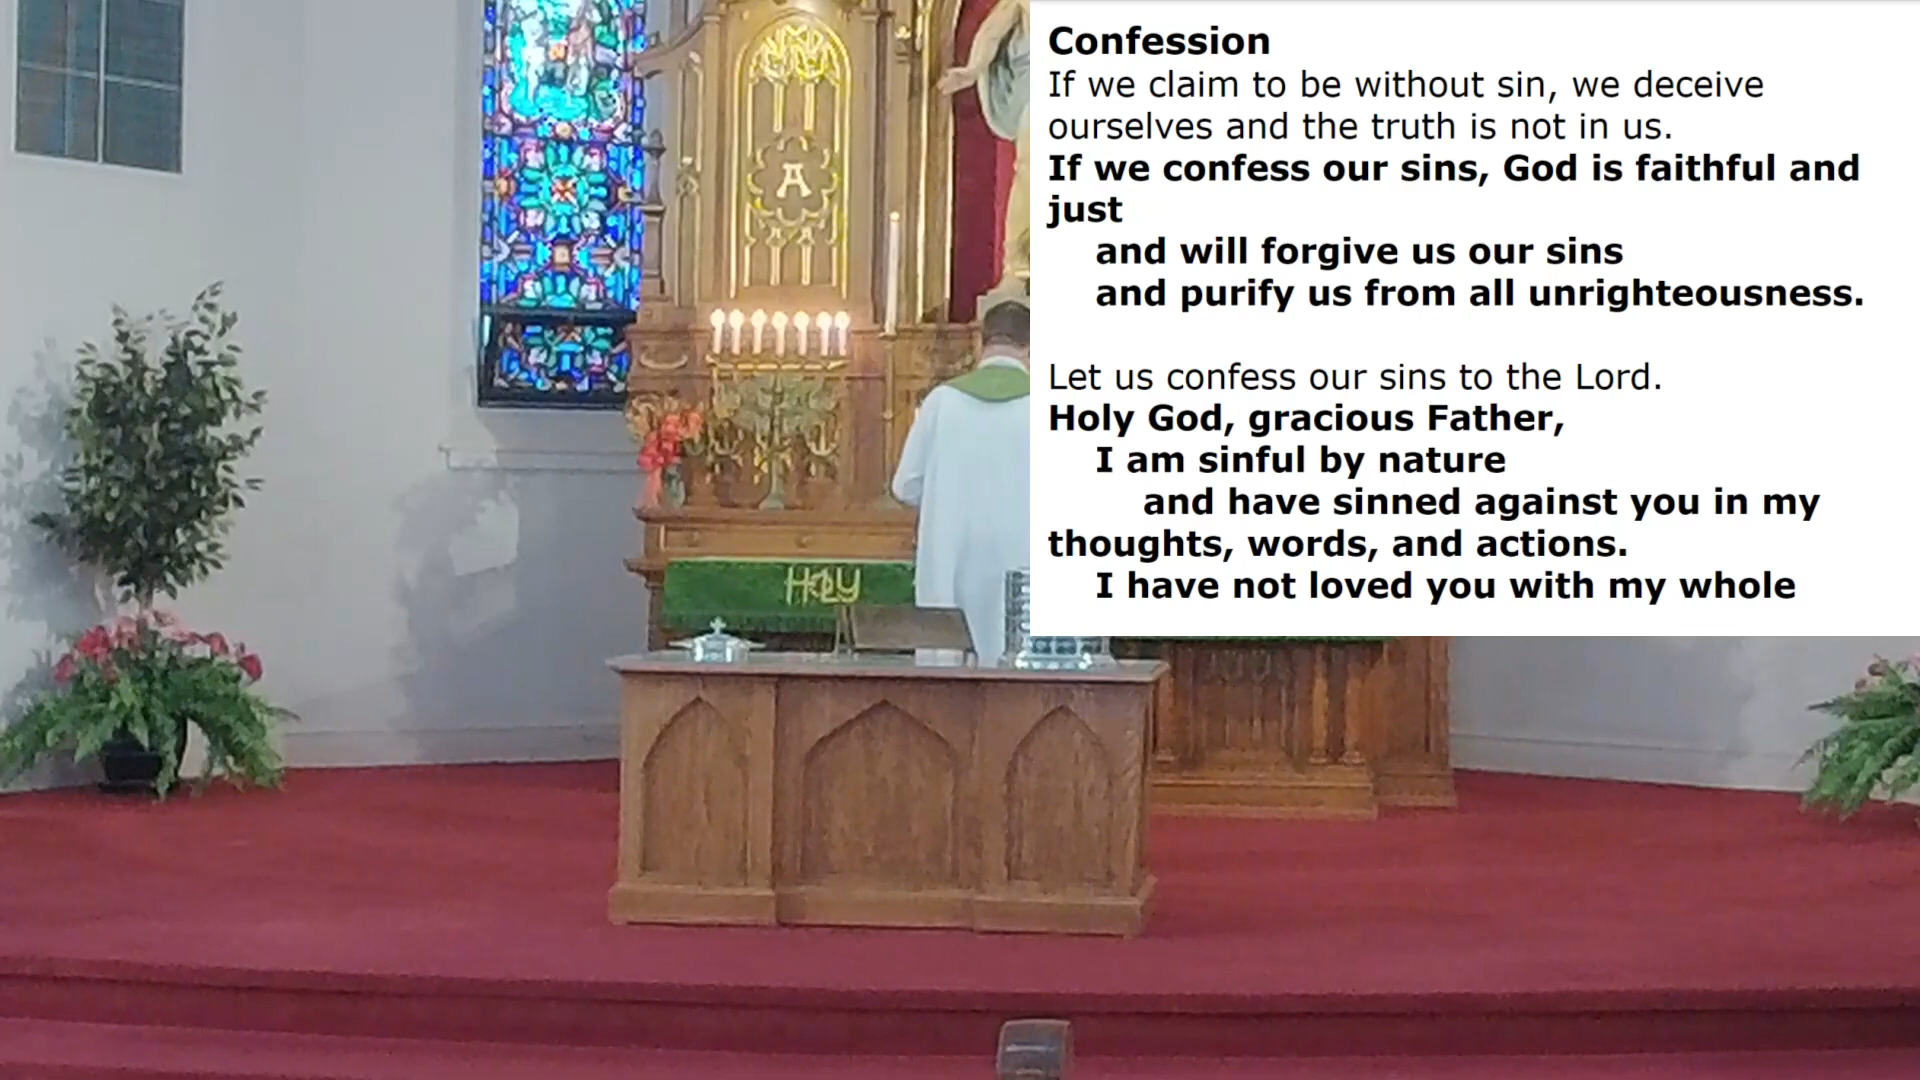 Confession
If we claim to be without sin, we deceive
ourselves and the truth is not in us.
If we confess our sins, God is faithful and
just
and will forgive us our sins
and purify us from all unrighteousness.
Let us confess our sins to the Lord.
Holy God, gracious Father,
I am sinful by nature
and have sinned against you in my
thoughts, words, and actions.
I have not loved you with my whole
A
HOLY